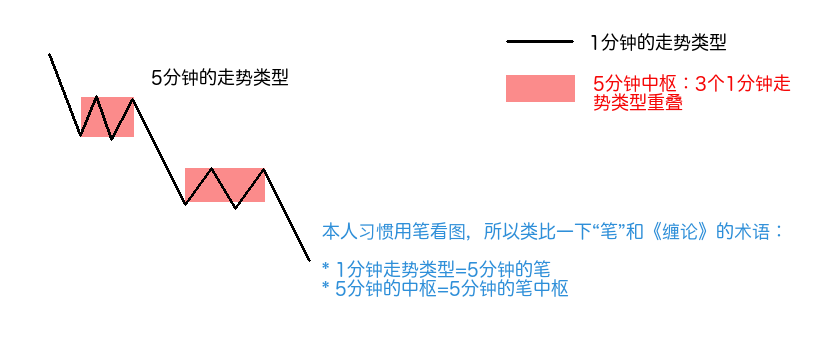 1分钟的走势类型
5分钟的走势类型
5分钟中枢：3个1分钟走
势类型重叠
本人习惯用笔看图，所以类比一下“笔”和《缠论》的术语：
* 1分钟走势类型=5分钟的笔
* 5分钟的中枢=5分钟的笔中枢